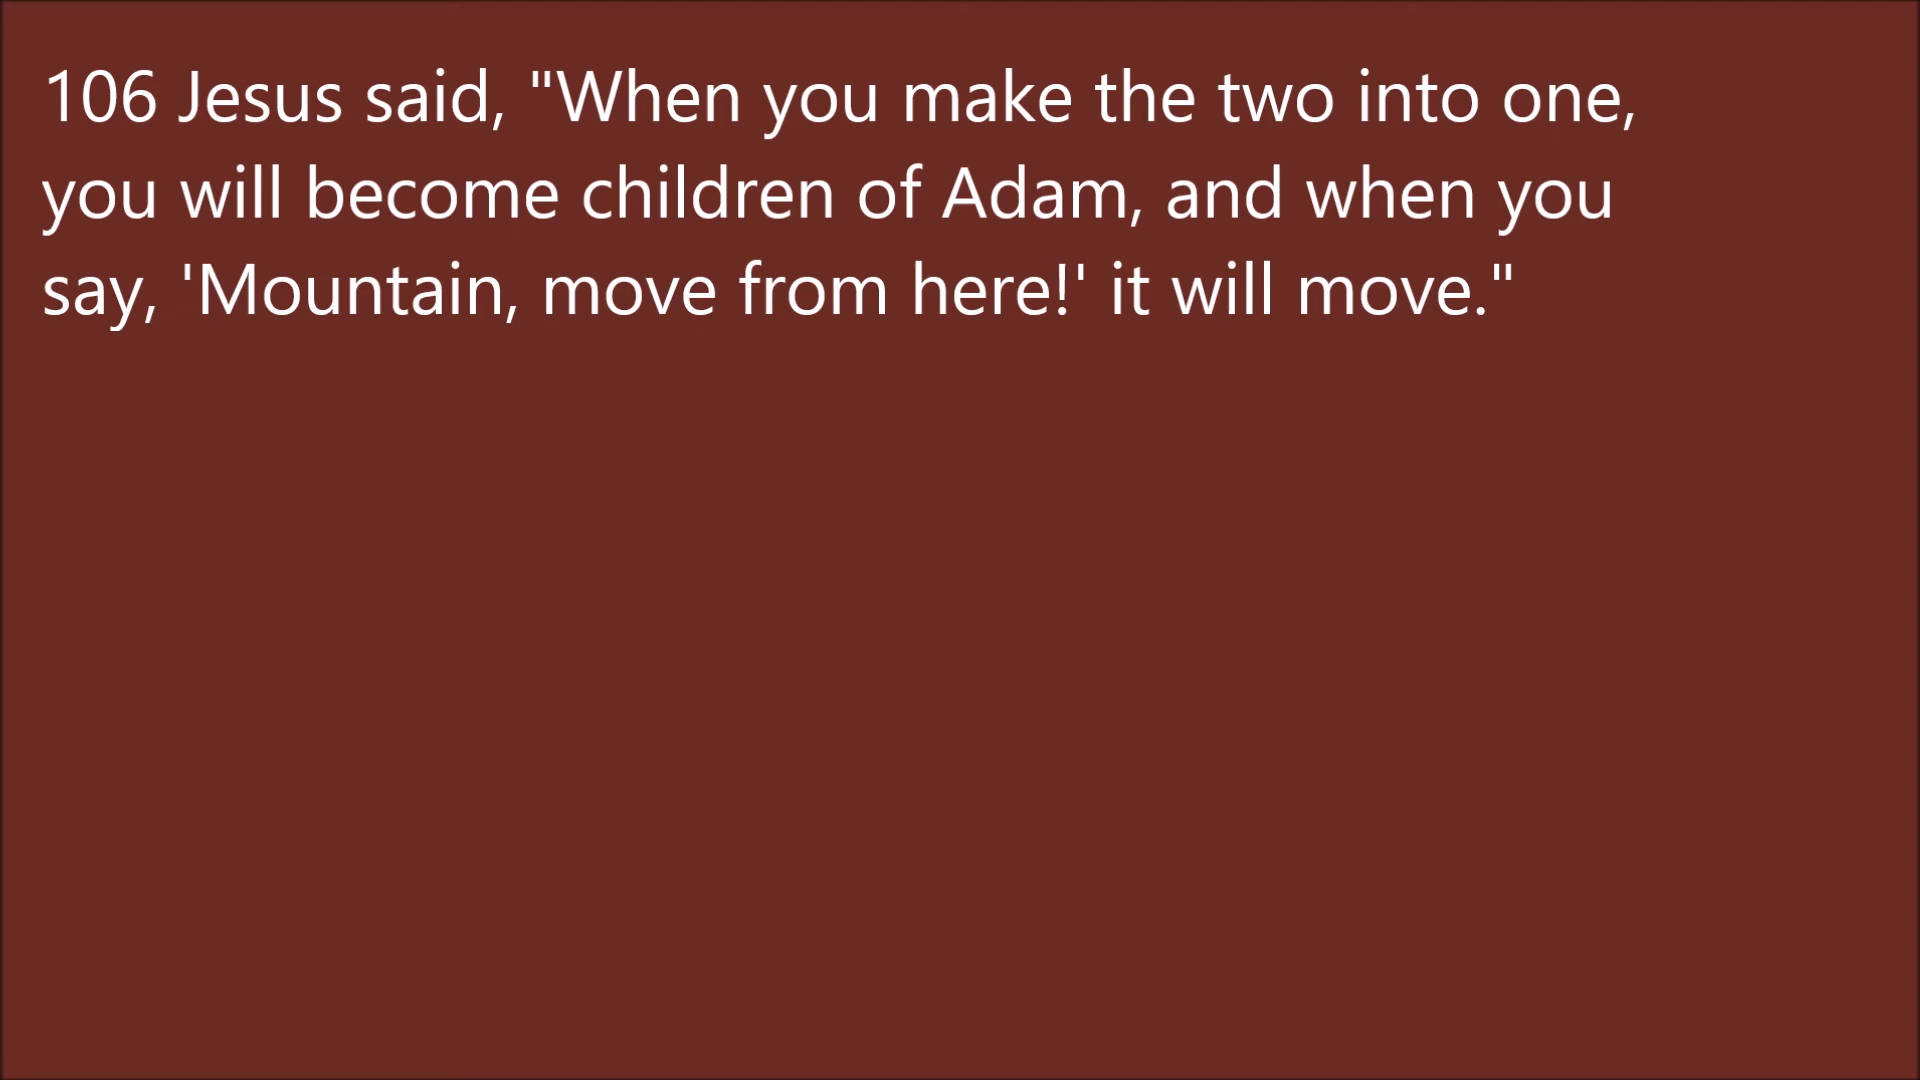 106 Jesus said, "When you make the two into one,
you will become children of Adam, and when you
say, 'Mountain, move from here!' it will move."